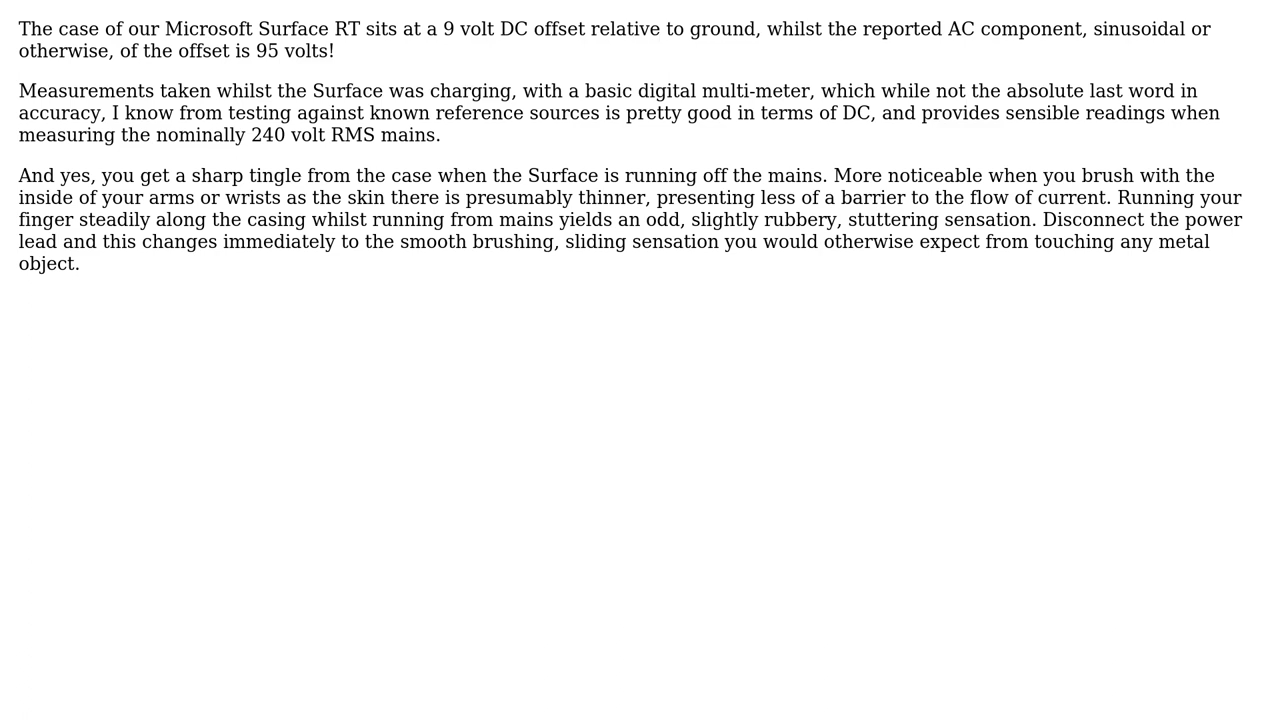 The case of our Microsoft Surface RT sits at a 9 volt DC offset relative to ground, whilst the reported AC component, sinusoidal or
otherwise, of the offset is 95 volts!
Measurements taken whilst the Surface was charging, with a basic digital multi-meter, which while not the absolute last word in
accuracy, I know from testing against known reference sources is pretty good in terms of DC, and provides sensible readings when
measuring the nominally 240 volt RMS mains.
And yes, you get a sharp tingle from the case when the Surface is running off the mains. More noticeable when you brush with the
inside of your arms or wrists as the skin there is presumably thinner, presenting less of a barrier to the flow of current. Running your
finger steadily along the casing whilst running from mains yields an odd, slightly rubbery, stuttering sensation. Disconnect the power
lead and this changes immediately to the smooth brushing, sliding sensation you would otherwise expect from touching any metal
object.